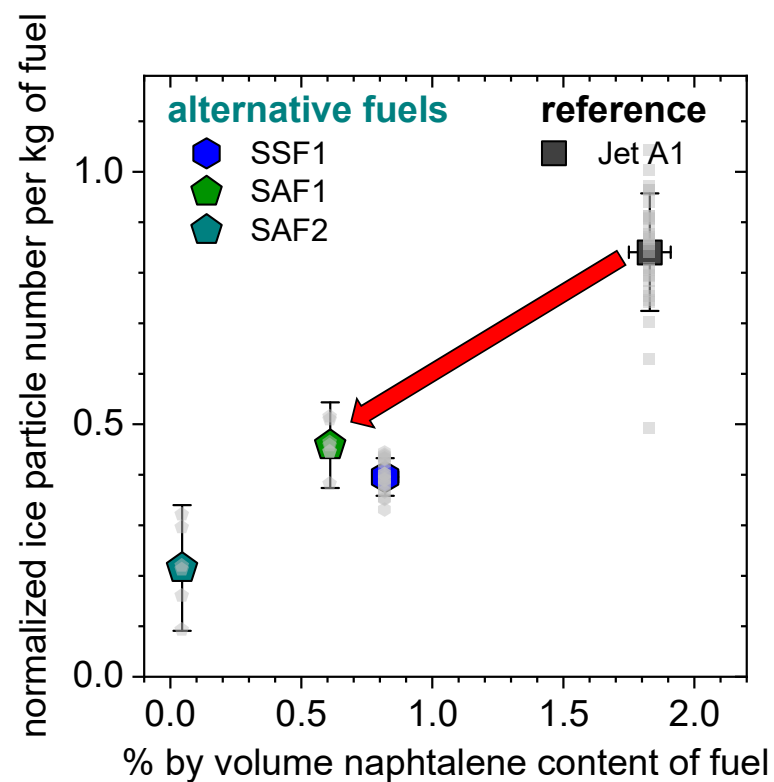 normalized ice particle number per kg of fuel
alternative fuels
SSF1
SAF1
SAF2
reference
Jet A1
1.0
0.5
0.0
0.0 0.5 1.0 1.5 2.0
% by volume naphtalene content of fuel